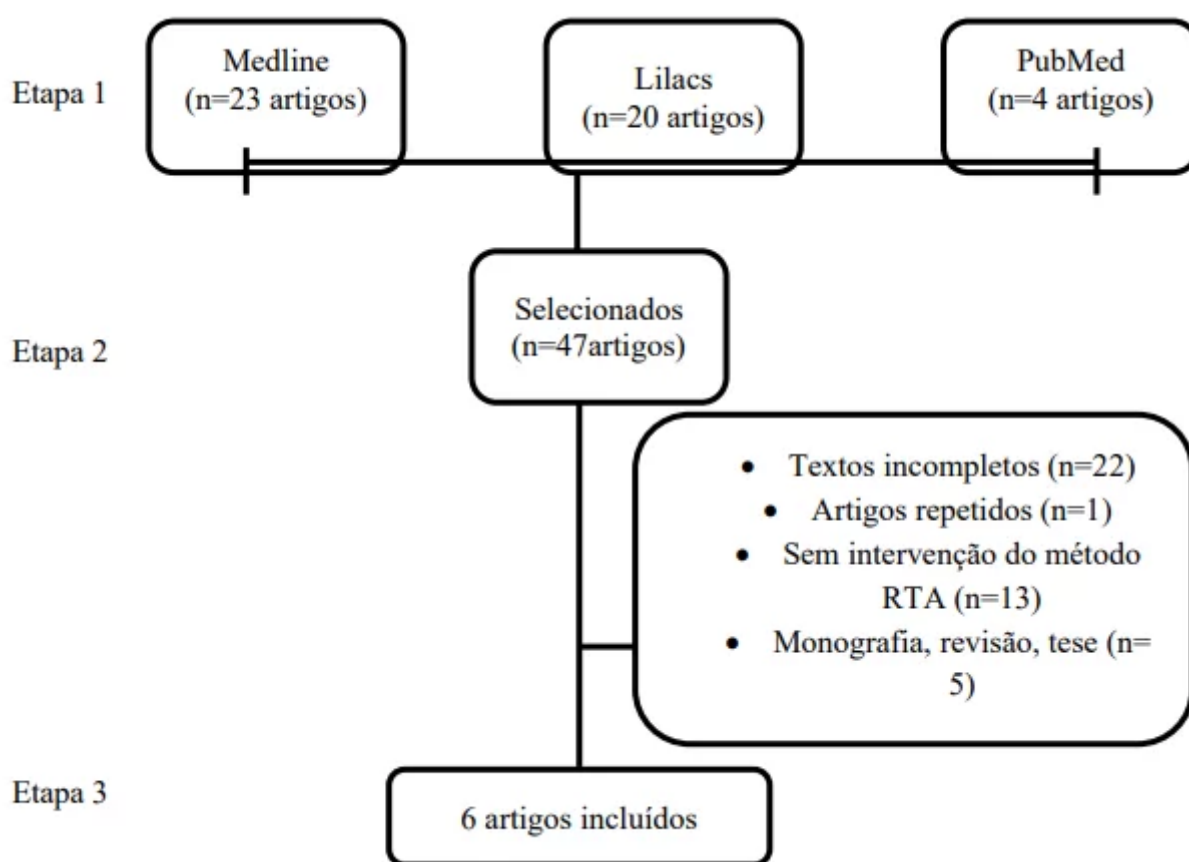 Etapa 1
Medline
(n=23 artigos)
Lilacs
(n=20 artigos)
PubMed
(n=4 artigos)
Etapa 2
Selecionados
(n=47artigos)
• Textos incompletos (n=22)
• Artigos repetidos (n=1)
• Sem intervenção do método
RTA (n=13)
• Monografia, revisão, tese (n=
5)
Etapa 3
6 artigos incluídos